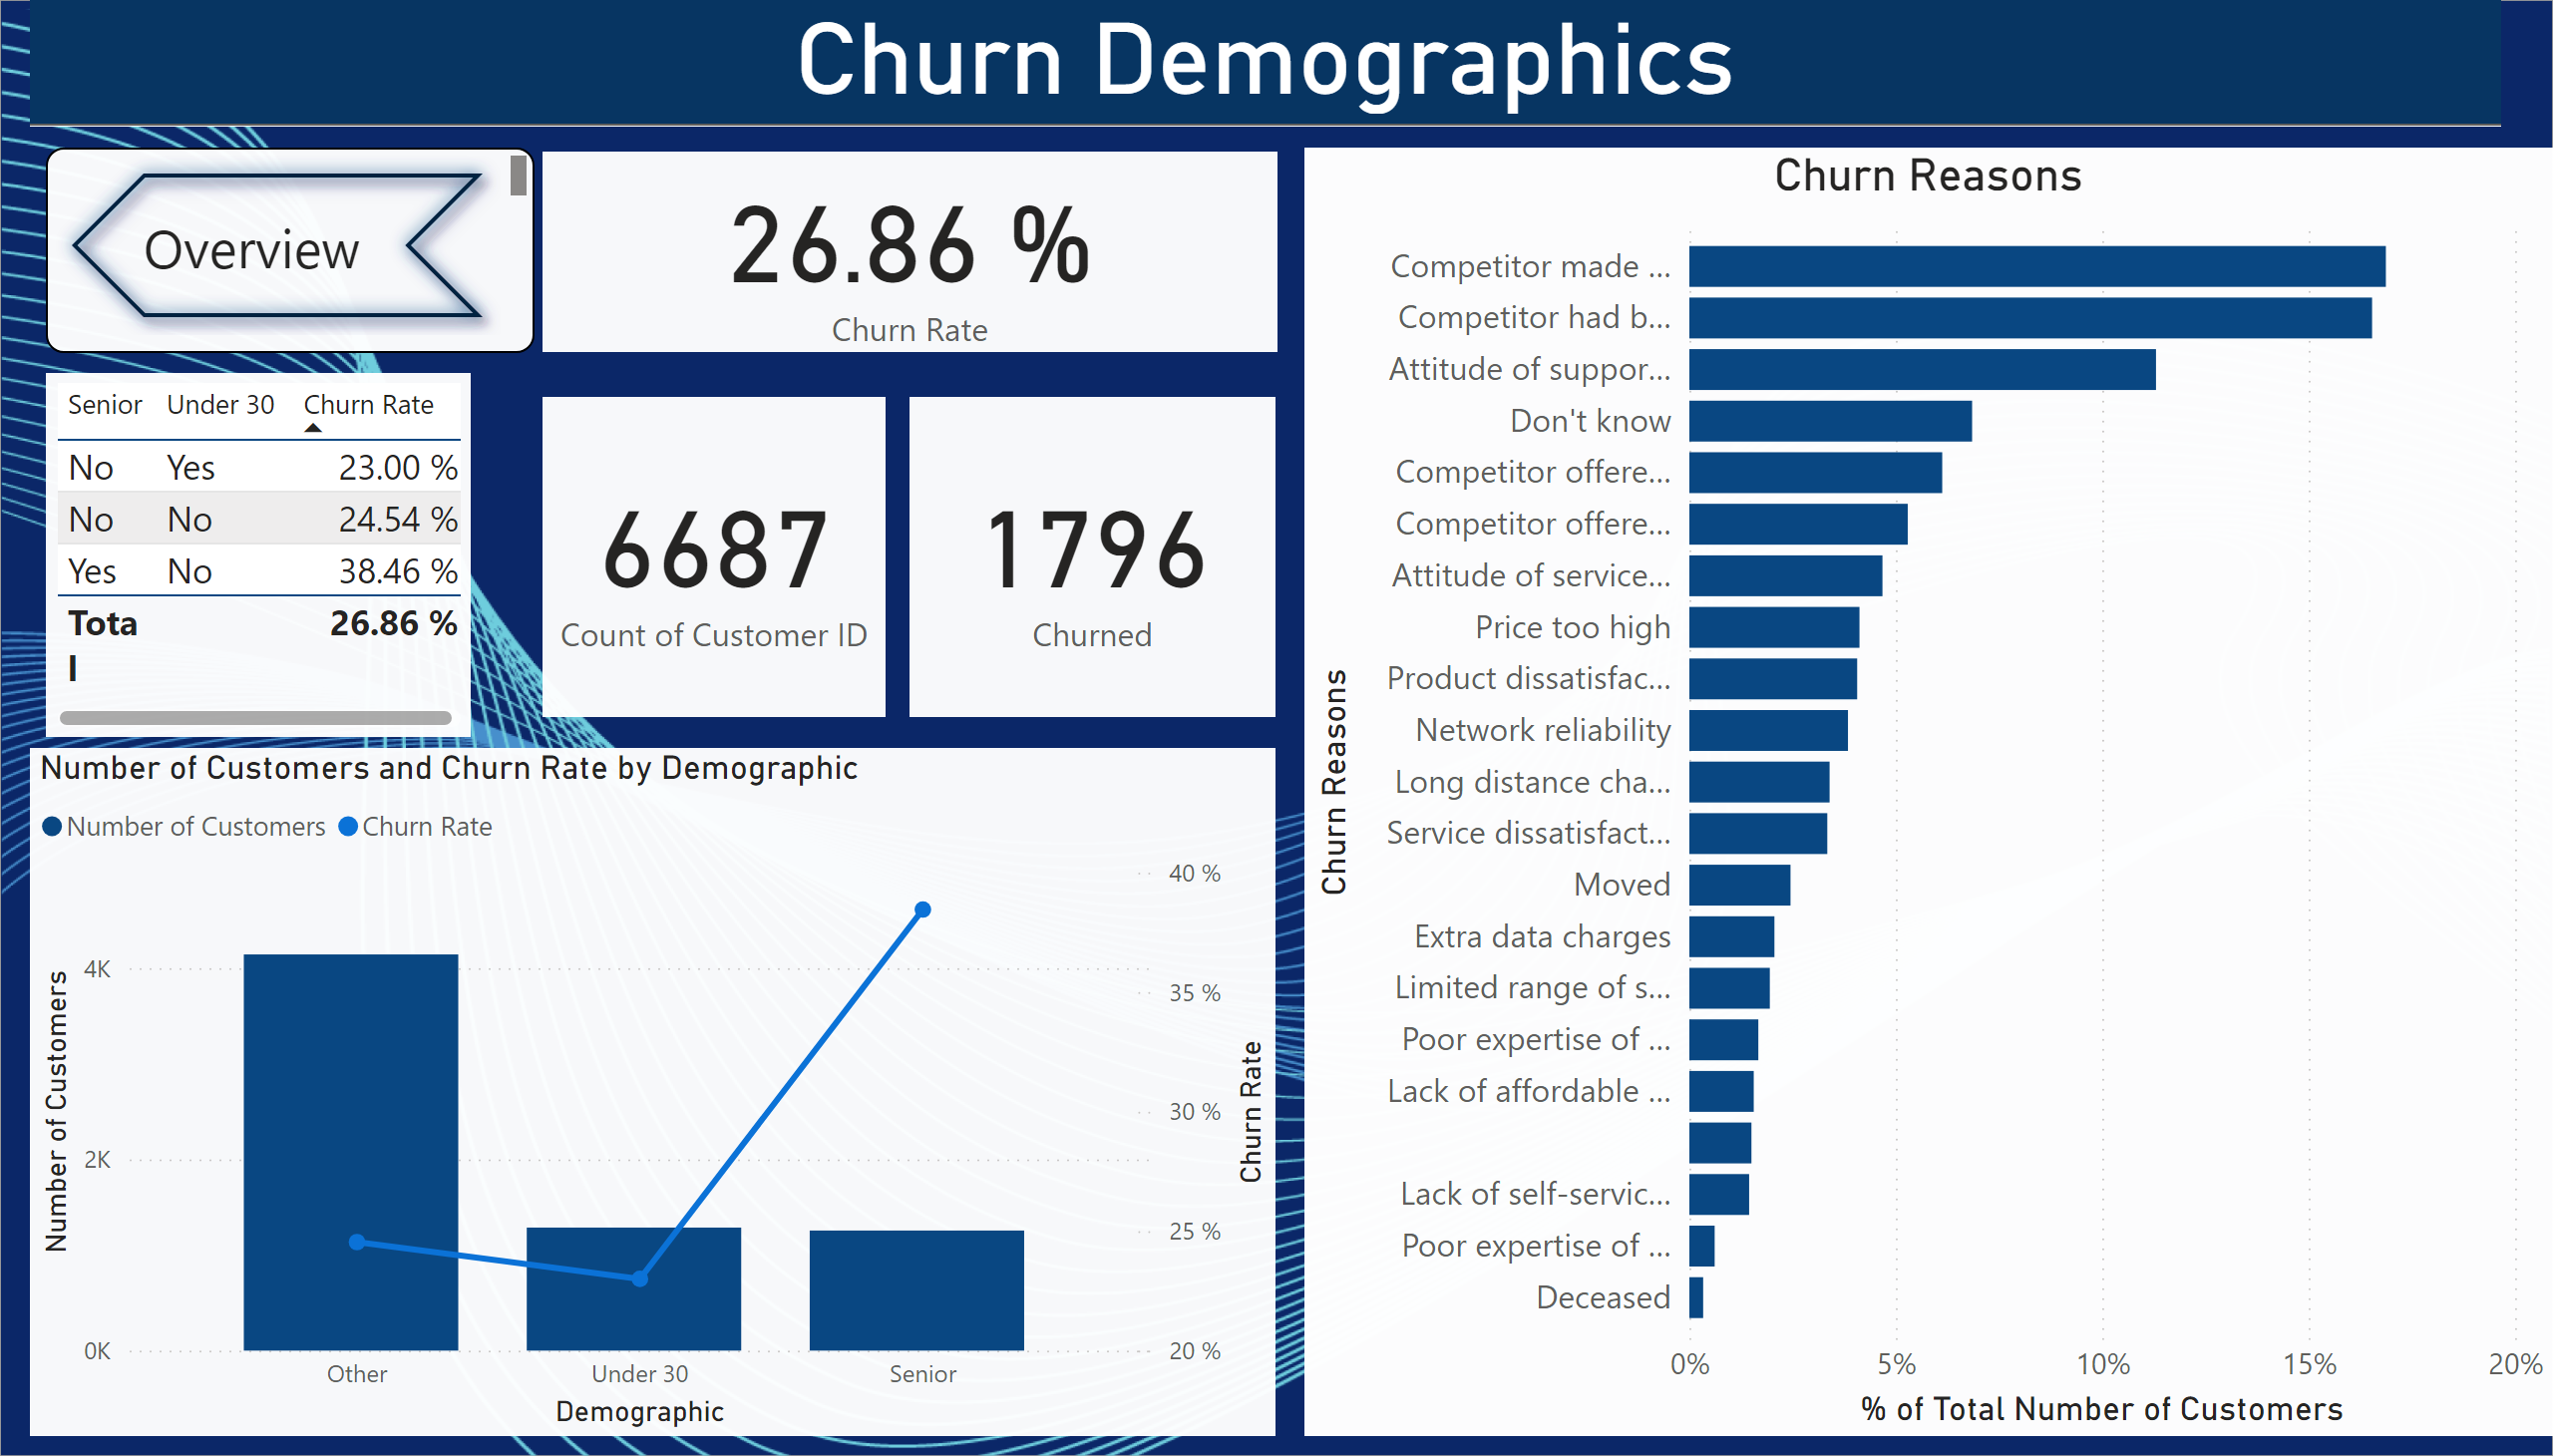 Churn Demographics
Overview
26.86 %
Churn Rate
Senior Under 30 Churn Rate
No Yes 23.00 %
No No 24.54 %
Yes No 38.46 %
Tota 26.86 %
l
6687
Count of Customer ID
1796
Churned
Number of Customers and Churn Rate by Demographic
Number of Customers Churn Rate
Number of Customers
4K
2K
0K
40 %
35 %
30 %
25 %
20 %
Churn Rate
Other Under 30 Senior
Demographic
Churn Reasons
Churn Reasons
Competitor made ...
Competitor had b...
Attitude of suppor...
Don't know
Competitor offere...
Competitor offere...
Attitude of service...
Price too high
Product dissatisfac...
Network reliability
Long distance cha...
Service dissatisfact...
Moved
Extra data charges
Limited range of s...
Poor expertise of ...
Lack of affordable ...
Lack of self-servic...
Poor expertise of ...
Deceased
0% 5% 10% 15% 20%
% of Total Number of Customers